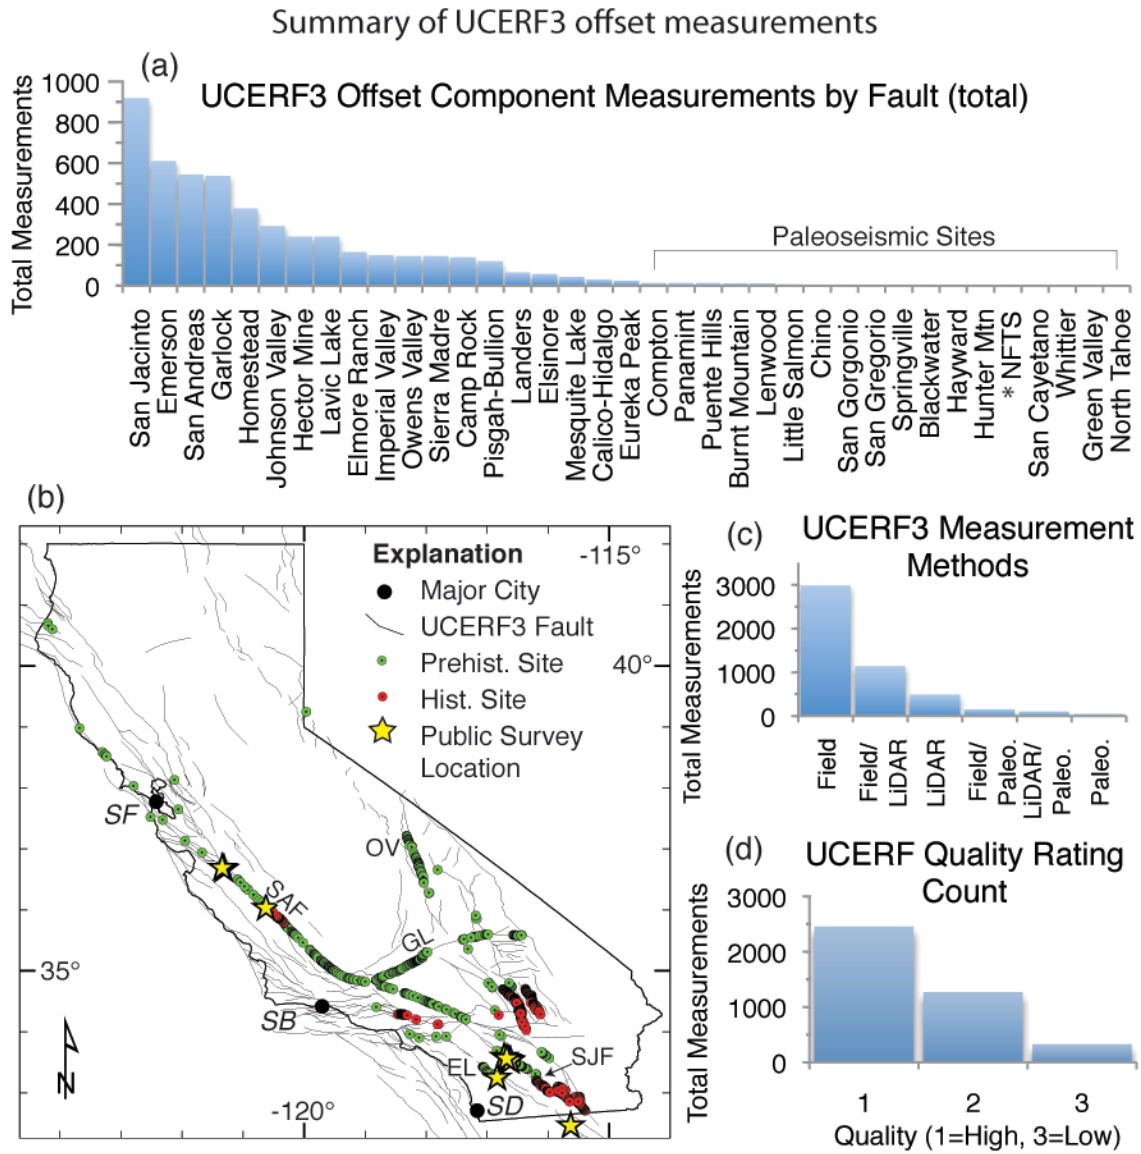 Summary of UCERF3 offset measurements
(a)
UCERF3 Offset Component Measurements by Fault (total)
Total Measurements
1000
800
600
400
200
0
Paleoseismic Sites
San Jacinto
Emerson
San Andreas
Garlock
Homestead
Johnson Valley
Hector Mine
Lavic Lake
Elmore Ranch
Imperial Valley
Owens Valley
Sierra Madre
Camp Rock
Pisgah-Bullion
Landers
Elsinore
Mesquite Lake
Calico-Hidalgo
Eureka Peak
Compton
Panamint
Puente Hills
Burnt Mountain
Lenwood
Little Salmon
Chino
San Gorgonio
San Gregorio
Springville
Blackwater
Hayward
Hunter Mtn
* NFTS
San Cayetano
Whittier
Green Valley
North Tahoe
(b)
Explanation
Major City
UCERF3 Fault
Prehist. Site
Hist. Site
Public Survey
Location
-115°
40°
35°
-120°
SF
OV
SAF
GL
SB
EL
SJF
SD
N
(c)
UCERF3 Measurement
Methods
Total Measurements
3000
2000
1000
0
Field
Field/
LiDAR
LiDAR
Field/
Paleo.
LiDAR/
Paleo.
Paleo.
(d)
UCERF Quality Rating
Count
Total Measurements
3000
2000
1000
0
1
2
3
Quality (1=High, 3=Low)